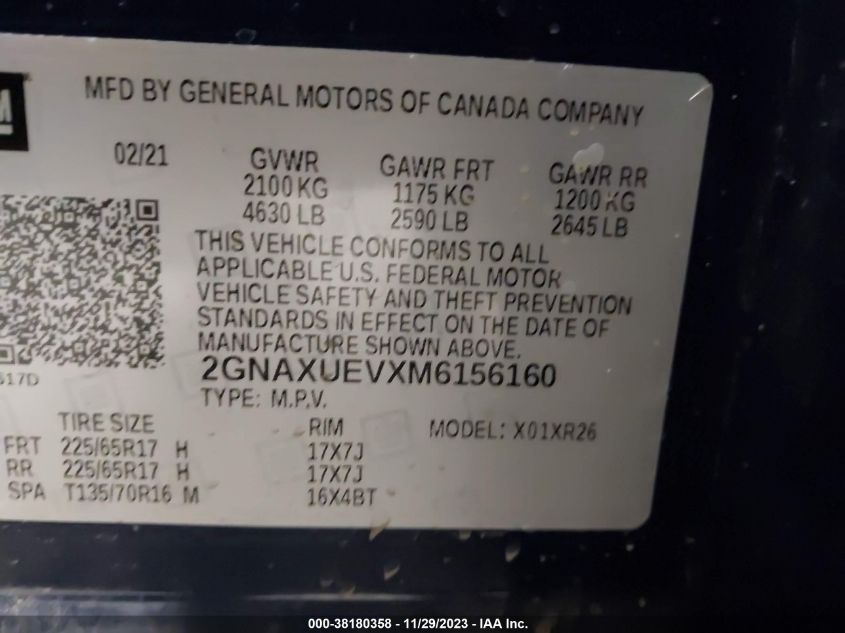 MFD BY GENERAL MOTORS OF CANADA COMPANY
02/21 GVWR GAWR FRT GAWR RR
2100 KG 1175 KG 1200 KG
4630 LB 2590 LB 2645 LB
THIS VEHICLE CONFORMS TO ALL
APPLICABLE U.S. FEDERAL MOTOR
VEHICLE SAFETY AND THEFT PREVENTION
STANDARDS IN EFFECT ON THE DATE OF
MANUFACTURE SHOWN ABOVE.
2GNAXUEVXM6156160
TYPE: M.P.V.
TIRE SIZE RIM MODEL: X01XR26
FRT 225/65R17 H 17X7J
RR 225/65R17 H 17X7J
SPA T135/70R16 M 16X4BT
000-38180358 - 11/29/2023 - IAA Inc.